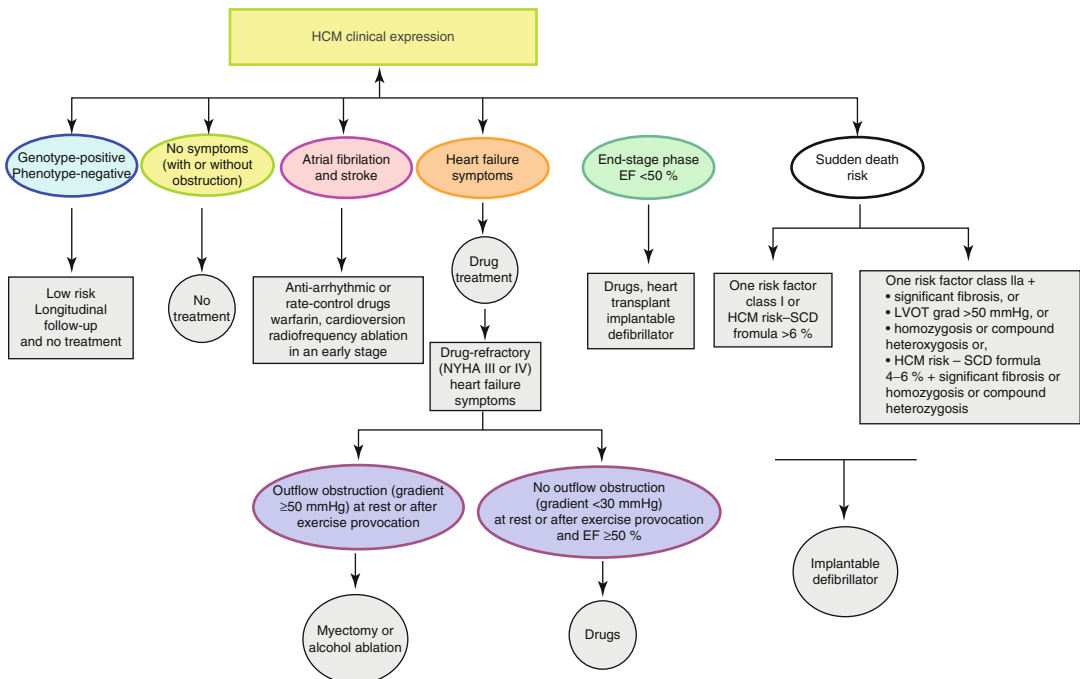 HCM clinical expression
Genotype-positive
Phenotype-negative
No symptoms
(with or without
obstruction)
Atrial fibrilation
and stroke
Heart failure
symptoms
End-stage phase
EF <50 %
Sudden death
risk
Low risk
Longitudinal
follow-up
and no treatment
No
treatment
Anti-arrhythmic or
rate-control drugs
warfarin, cardioversion
radiofrequency ablation
in an early stage
Drug
treatment
Drug-refractory
(NYHA III or IV)
heart failure
symptoms
Drugs, heart
transplant
implantable
defibrillator
One risk factor
class I or
HCM risk–SCD
fromula >6 %
One risk factor class IIa +
• significant fibrosis, or
• LVOT grad >50 mmHg, or
• homozygosis or compound
heteroxygosis or,
• HCM risk – SCD formula
4–6 % + significant fibrosis or
homozygosis or compound
heterozygosis
Outflow obstruction (gradient
≥50 mmHg) at rest or after
exercise provocation
No outflow obstruction
(gradient <30 mmHg)
at rest or after exercise provocation
and EF ≥50 %
Implantable
defibrillator
Myectomy or
alcohol ablation
Drugs